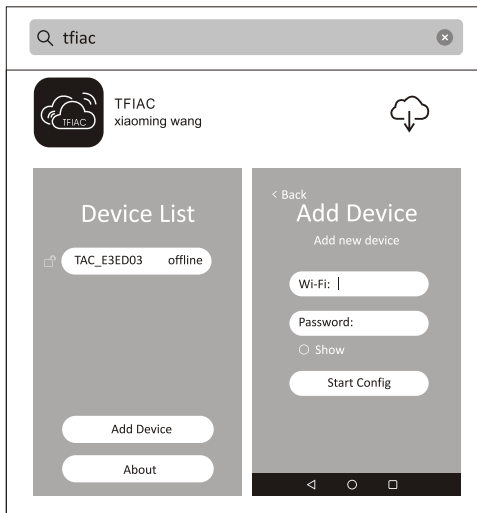 tfiac
TFIAC
TFIAC
xiaoming wang
Device List
TAC_E3ED03 offline
Add Device
About
< Back
Add Device
Add new device
Wi-Fi:
Password:
Show
Start Config